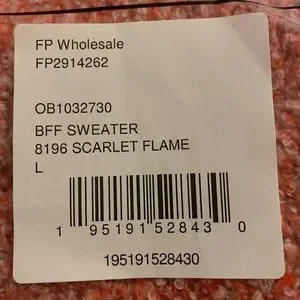 FP Wholesale
FP2914262
OB1032730
BFF SWEATER
8196 SCARLET FLAME
L
1 95191 52843 0
195191528430